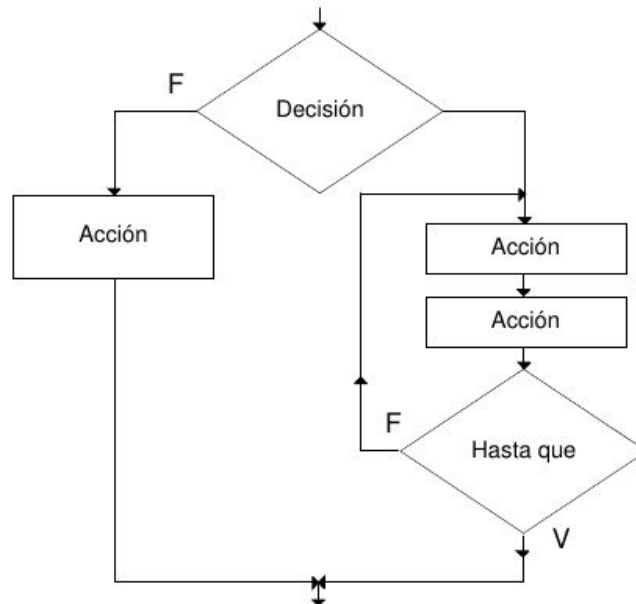 F
Decisión
Acción
Acción
Acción
F
Hasta que
V